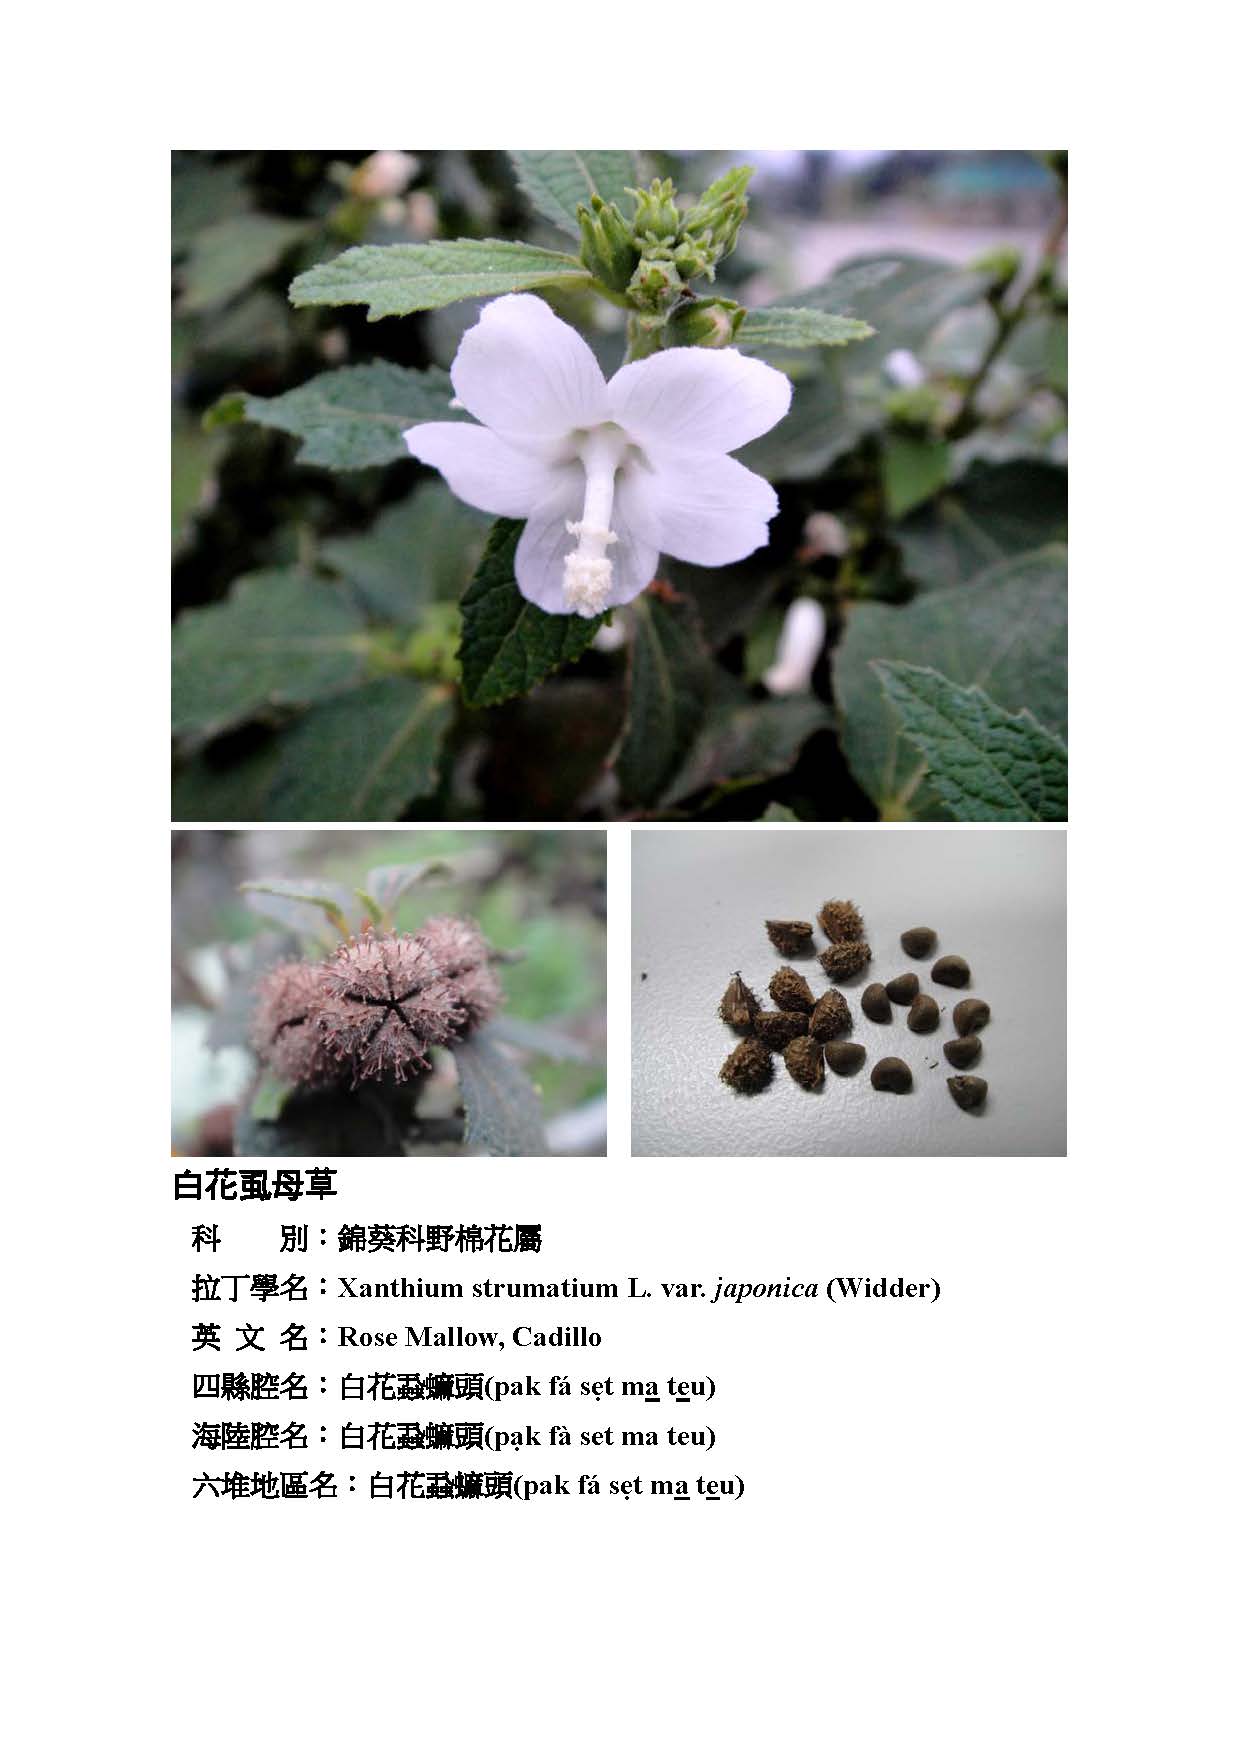 白花虱母草
科　　別：錦葵科野棉花屬
拉丁學名：Xanthium strumatium L. var. japonica (Widder)
英 文 名：Rose Mallow, Cadillo
四縣腔名：白花蝨蟻頭(pak fá sẹt ma̲ te̲u)
海陸腔名：白花蝨蟻頭(pạk fà set ma teu)
六堆地區名：白花蝨蟻頭(pak fá sẹt ma̲ te̲u)